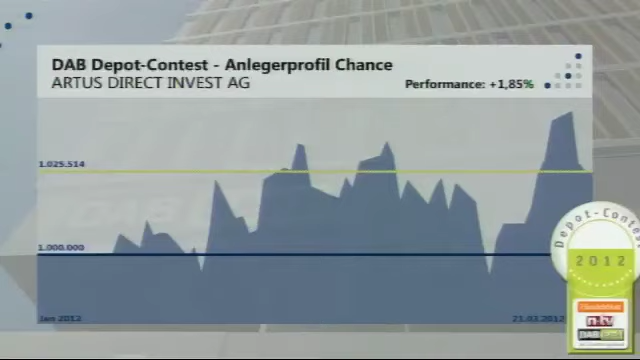 DAB Depot-Contest - Anlegerprofil Chance
ARTUS DIRECT INVEST AG
Performance: +1,85%
1.025.514
1.000.000
Jan 2012
21.03.2012
Depot-Contest
2012
n-tv
DAB bank